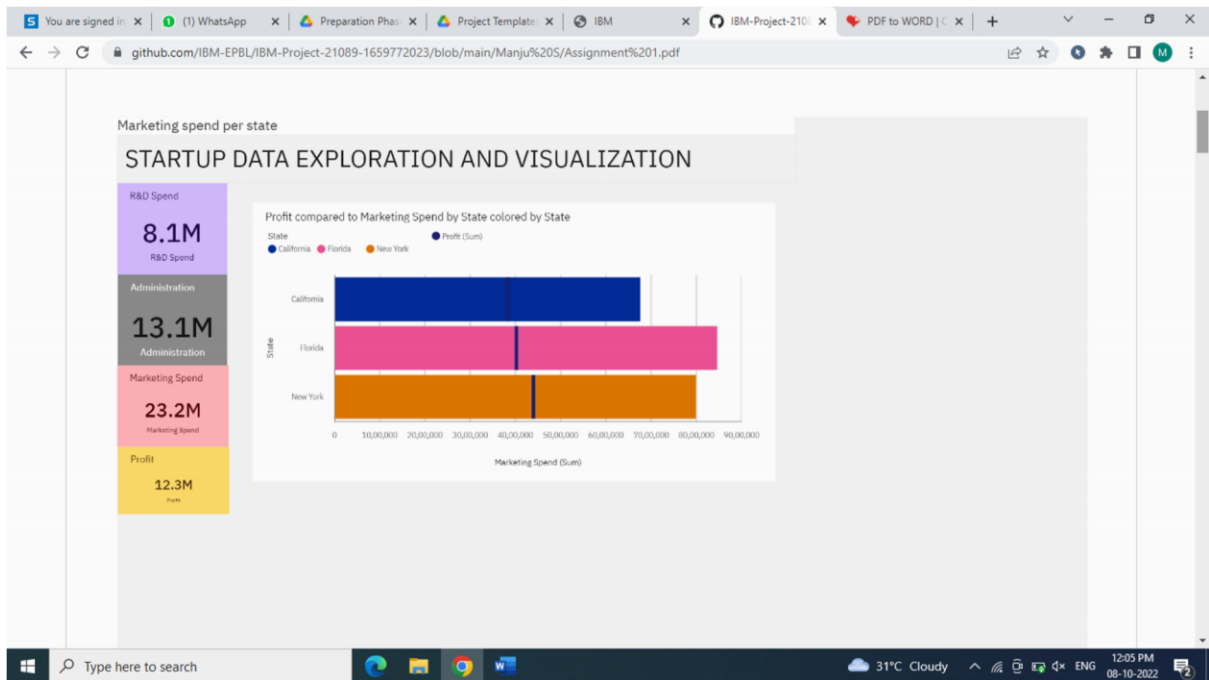 You are signed in
(1) WhatsApp
Preparation Phas
Project Template
IBM
IBM-Project-210
PDF to WORD | C
github.com/IBM-EPBL/IBM-Project-21089-1659772023/blob/main/Manju%20S/Assignment%201.pdf
M
Marketing spend per state
STARTUP DATA EXPLORATION AND VISUALIZATION
R&D Spend
8.1M
R&D Spend
Administration
13.1M
Administration
Marketing Spend
23.2M
Marketing Spend
Profit
12.3M
Profit
Profit compared to Marketing Spend by State colored by State
State
California Florida New York
Profit (Sum)
State
California
Florida
New York
0 10,00,000 20,00,000 30,00,000 40,00,000 50,00,000 60,00,000 70,00,000 80,00,000 90,00,000
Marketing Spend (Sum)
Type here to search
31°C Cloudy
ENG
12:05 PM
08-10-2022
2